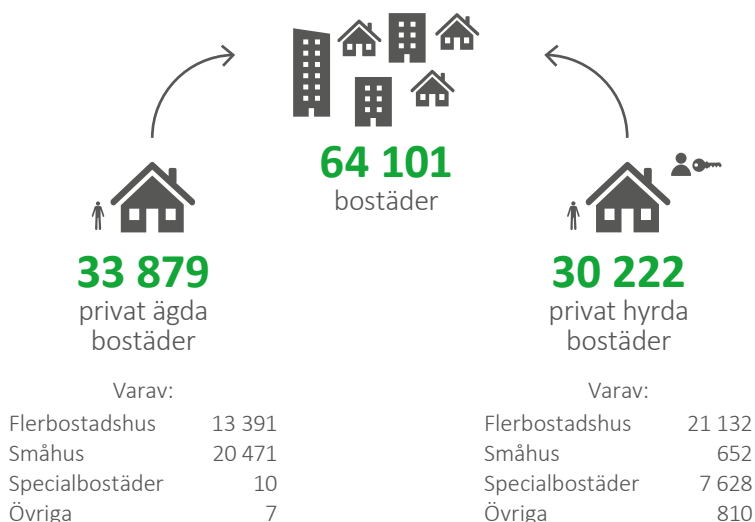 64 101
bostäder
33 879
privat ägda
bostäder
Varav:
Flerbostadshus 13 391
Småhus 20 471
Specialbostäder 10
Övriga 7
30 222
privat hyrda
bostäder
Varav:
Flerbostadshus 21 132
Småhus 652
Specialbostäder 7 628
Övriga 810